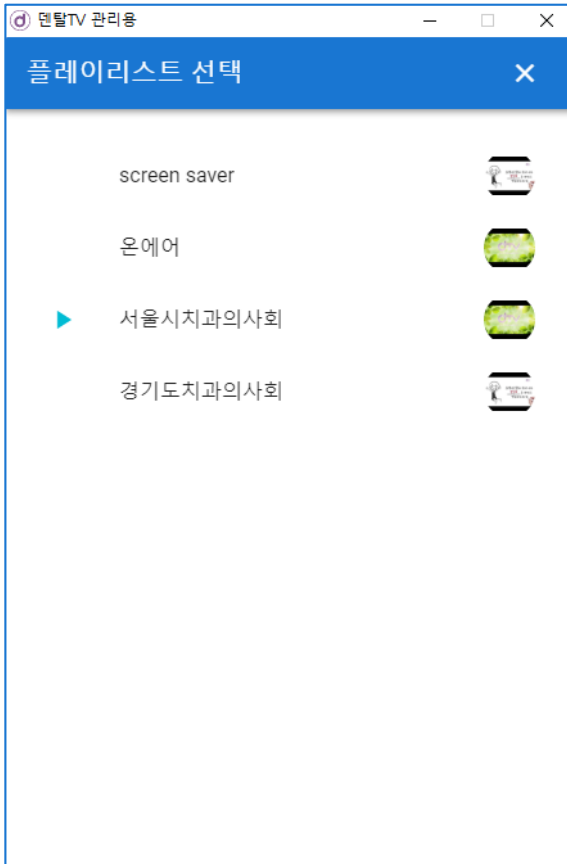 덴탈TV 관리용
플레이리스트 선택
screen saver
온에어
서울시치과의사회
경기도치과의사회